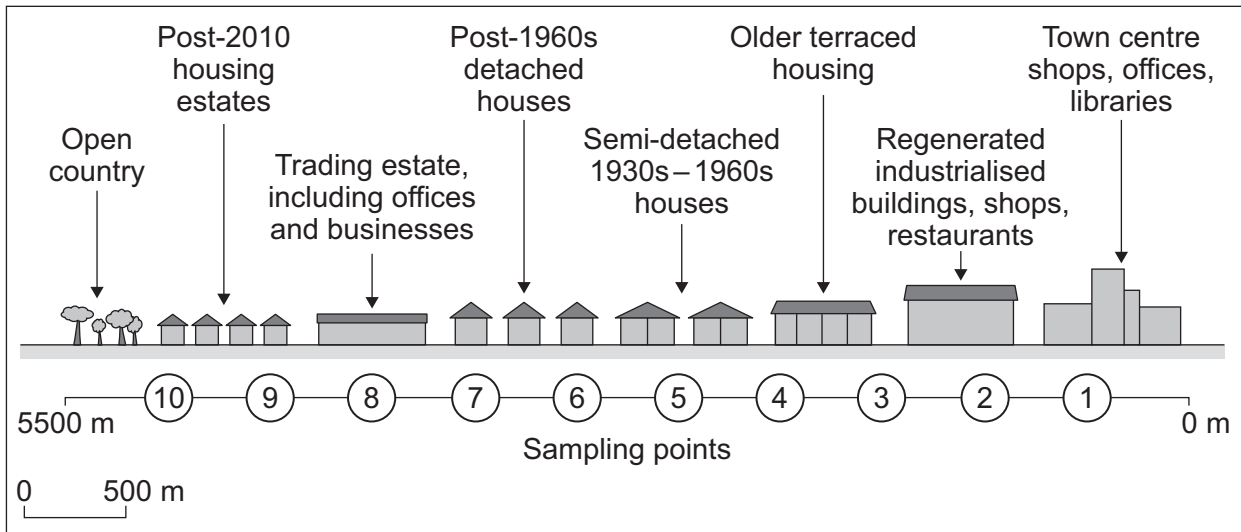 Post-2010
housing
estates
Post-1960s
detached
houses
Older terraced
housing
Town centre
shops, offices,
libraries
Open
country
Trading estate,
including offices
and businesses
Semi-detached
1930s – 1960s
houses
Regenerated
industrialised
buildings, shops,
restaurants
10 9 8 7 6 5 4 3 2 1
5500 m 0 m
Sampling points
0 500 m